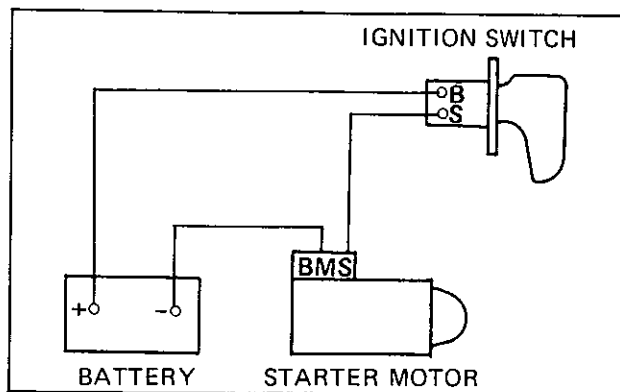 IGNITION SWITCH
B
S
BMS
+ -
BATTERY STARTER MOTOR